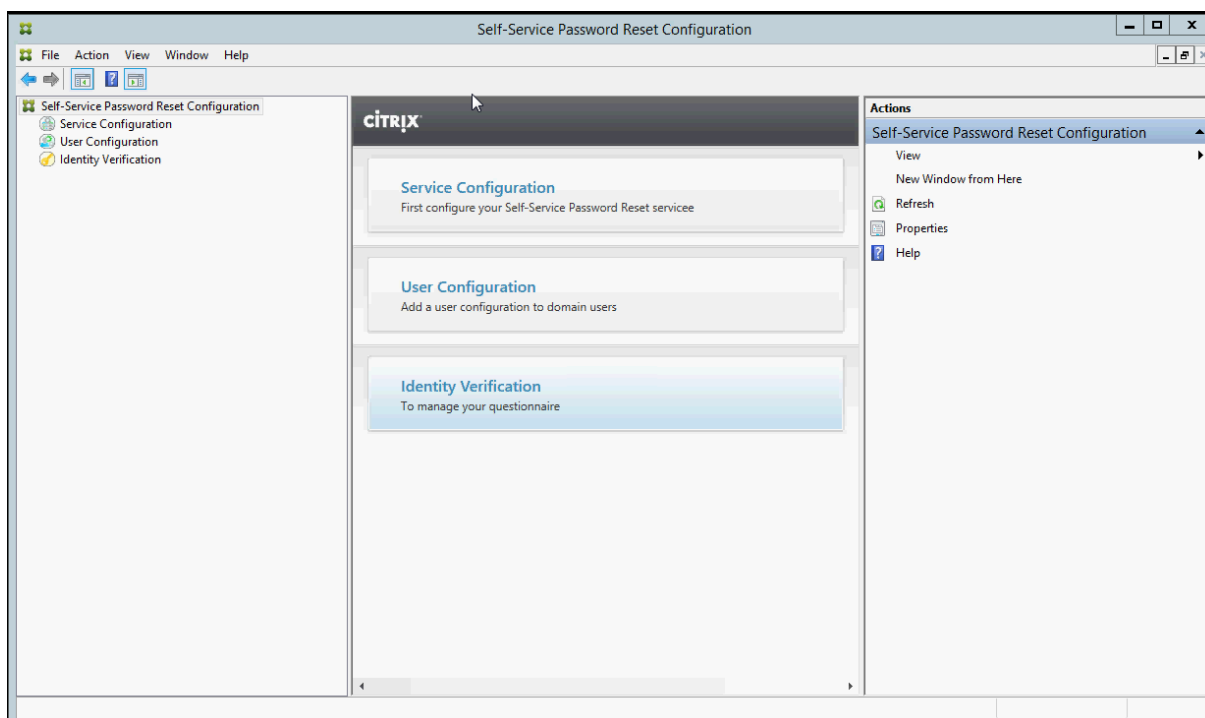 Self-Service Password Reset Configuration
File Action View Window Help
Self-Service Password Reset Configuration
Service Configuration
User Configuration
Identity Verification
CİTRIX
Service Configuration
First configure your Self-Service Password Reset servicee
User Configuration
Add a user configuration to domain users
Identity Verification
To manage your questionnaire
Actions
Self-Service Password Reset Configuration
View
New Window from Here
Refresh
Properties
Help